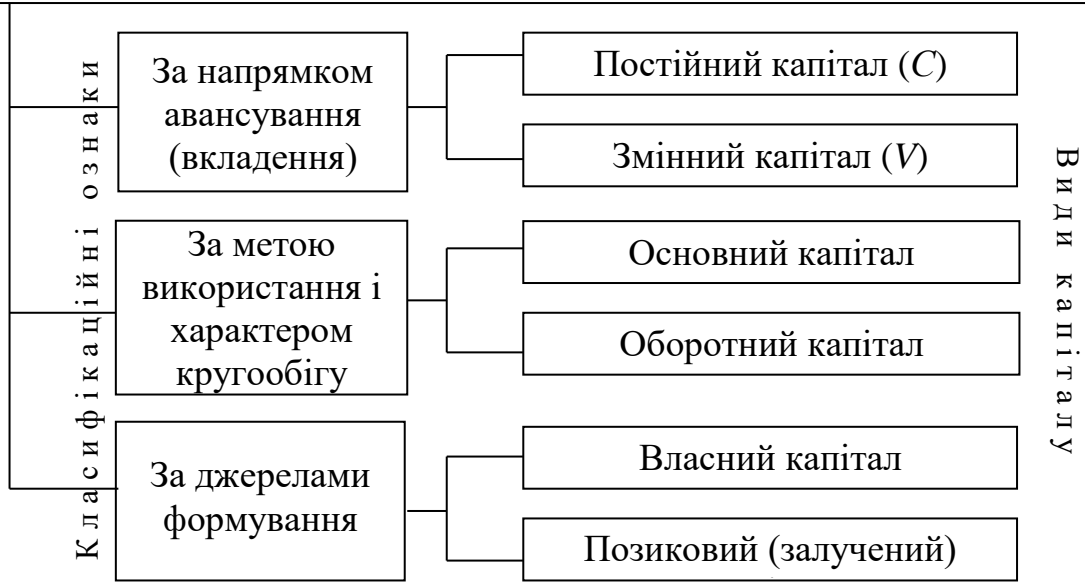 Класифікаційні ознаки
За напрямком
авансування
(вкладення)
Постійний капітал (C)
Змінний капітал (V)
За метою
використання і
характером
кругообігу
Основний капітал
Оборотний капітал
За джерелами
формування
Власний капітал
Позиковий (залучений)
Види капіталу